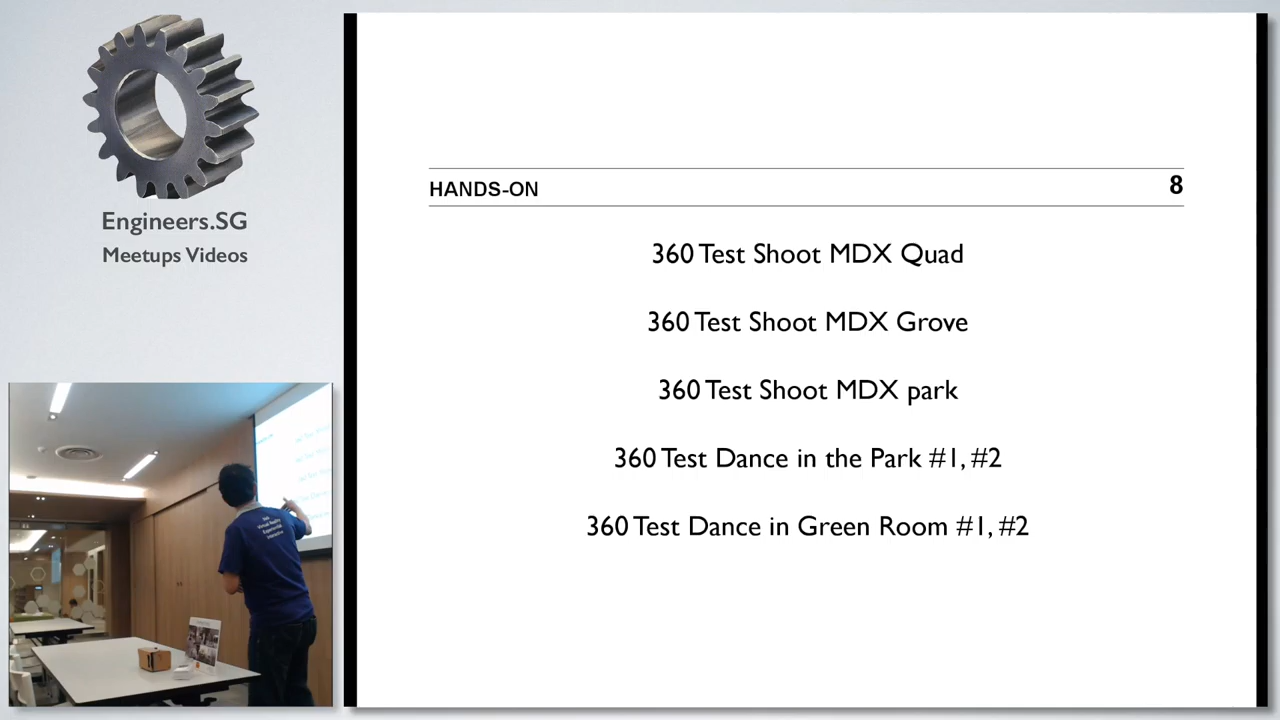 Engineers.SG
Meetups Videos
HANDS-ON
8
360 Test Shoot MDX Quad
360 Test Shoot MDX Grove
360 Test Shoot MDX park
360 Test Dance in the Park #1, #2
360 Test Dance in Green Room #1, #2
Virtual Reality